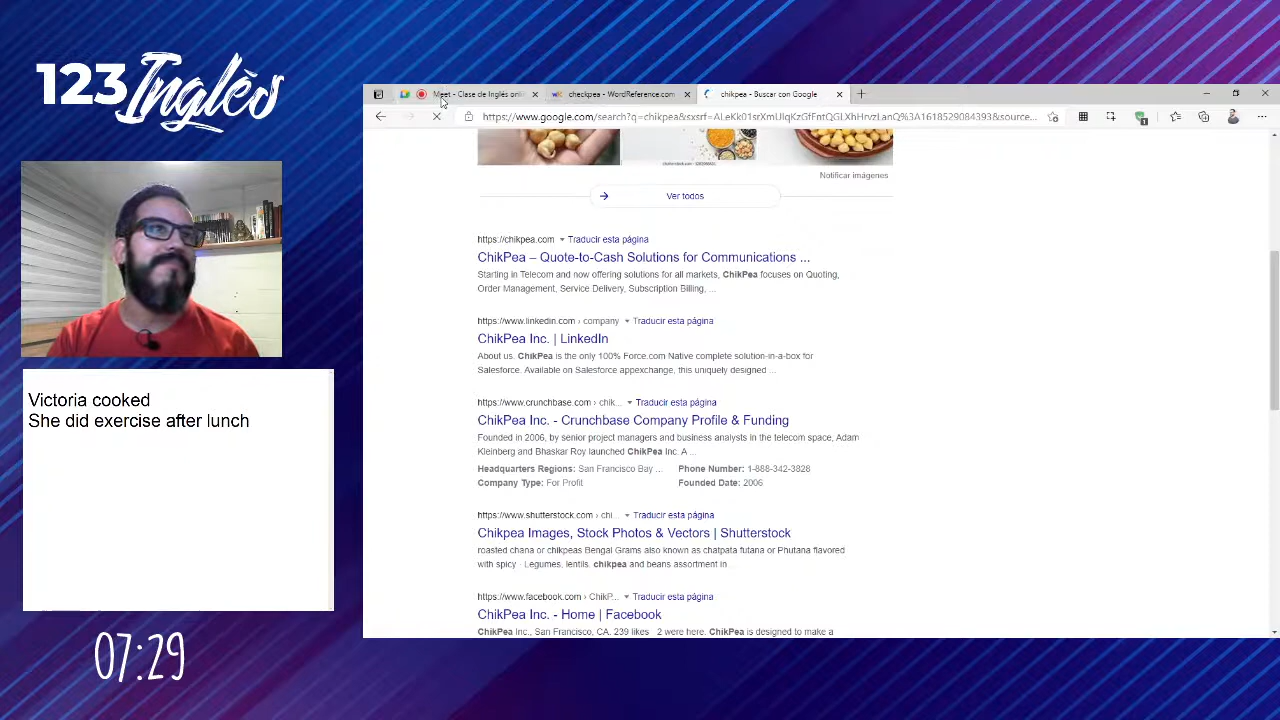 123 Inglès
Meet - Clase de Inglés onli
checkpea - WordReference.com
chikpea - Buscar con Google
Notificar imágenes
Ver todos
https://chikpea.com Traducir esta página
ChikPea – Quote-to-Cash Solutions for Communications ...
Starting in Telecom and now offering solutions for all markets, ChikPea focuses on Quoting,
Order Management, Service Delivery, Subscription Billing, ...
https://www.linkedin.com › company Traducir esta página
ChikPea Inc. | LinkedIn
About us. ChikPea is the only 100% Force.com Native complete solution-in-a-box for
Salesforce. Available on Salesforce appexchange, this uniquely designed ...
https://www.crunchbase.com › chik... Traducir esta página
ChikPea Inc. - Crunchbase Company Profile & Funding
Founded in 2006, by senior project managers and business analysts in the telecom space, Adam
Kleinberg and Bhaskar Roy launched ChikPea Inc. A ...
Headquarters Regions: San Francisco Bay ... Phone Number: 1-888-342-3828
Company Type: For Profit Founded Date: 2006
https://www.shutterstock.com › chi... Traducir esta página
Chikpea Images, Stock Photos & Vectors | Shutterstock
roasted chana or chikpeas Bengal Grams also known as chatpata futana or Phutana flavored
with spicy · Legumes, lentils, chikpea and beans assortment in ...
https://www.facebook.com › ChikP... Traducir esta página
ChikPea Inc. - Home | Facebook
ChikPea Inc., San Francisco, CA. 239 likes · 2 were here. ChikPea is designed to make a
Victoria cooked
She did exercise after lunch
07:29